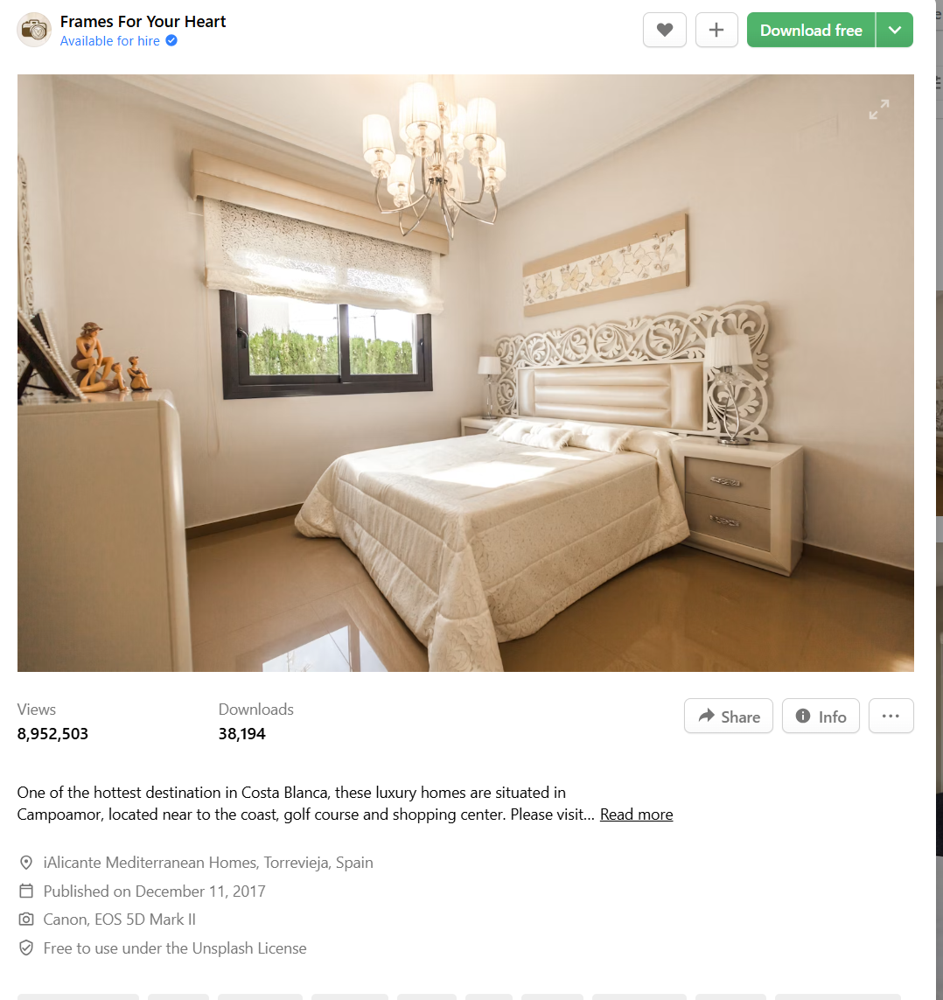 Frames For Your Heart
Available for hire
Download free
Views
8,952,503
Downloads
38,194
Share
Info
One of the hottest destination in Costa Blanca, these luxury homes are situated in
Campoamor, located near to the coast, golf course and shopping center. Please visit... Read more
iAlicante Mediterranean Homes, Torrevieja, Spain
Published on December 11, 2017
Canon, EOS 5D Mark II
Free to use under the Unsplash License